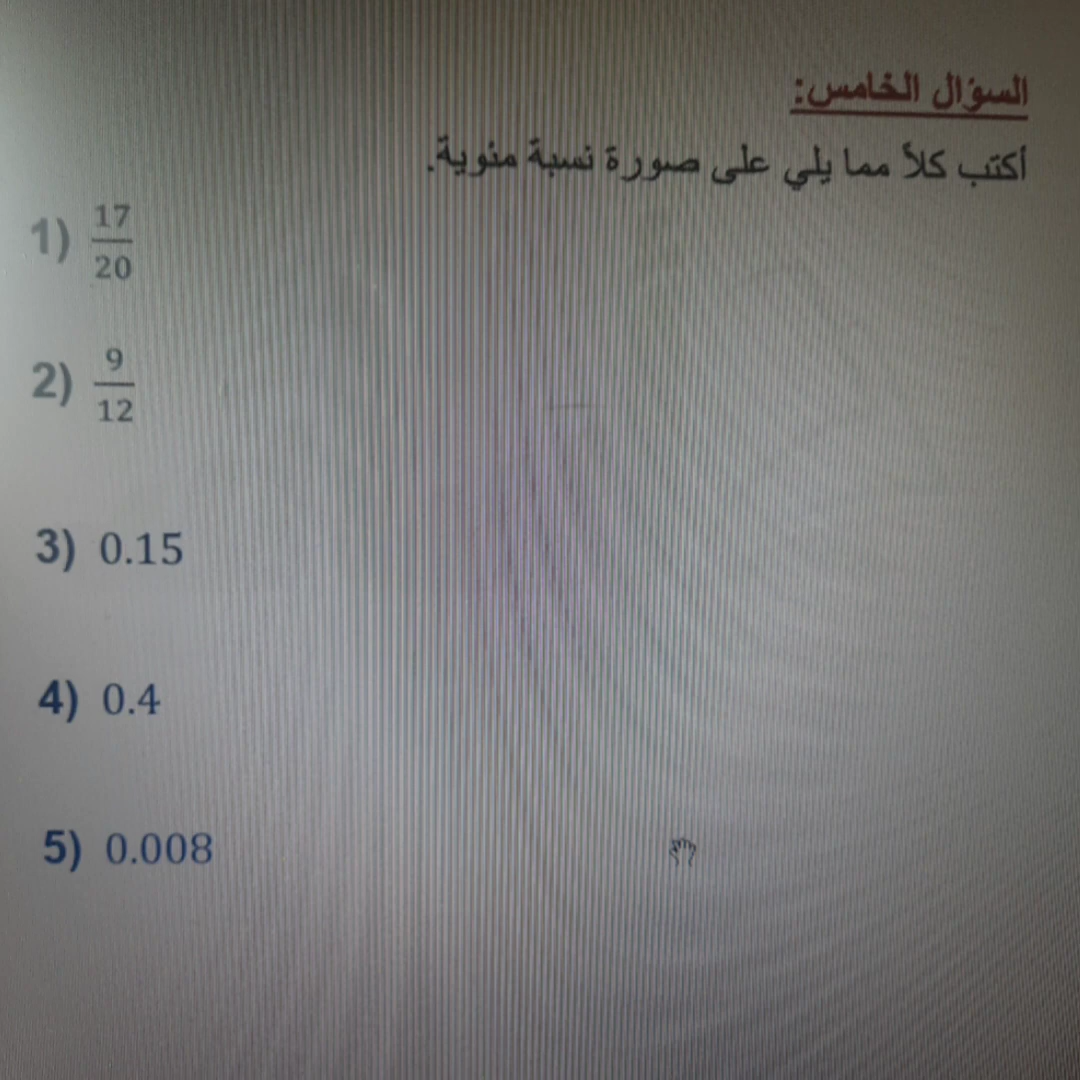 السؤال الخامس:
أكتب كلاً مما يلي على صورة نسبة مئوية.
1) 17/20
2) 9/12
3) 0.15
4) 0.4
5) 0.008